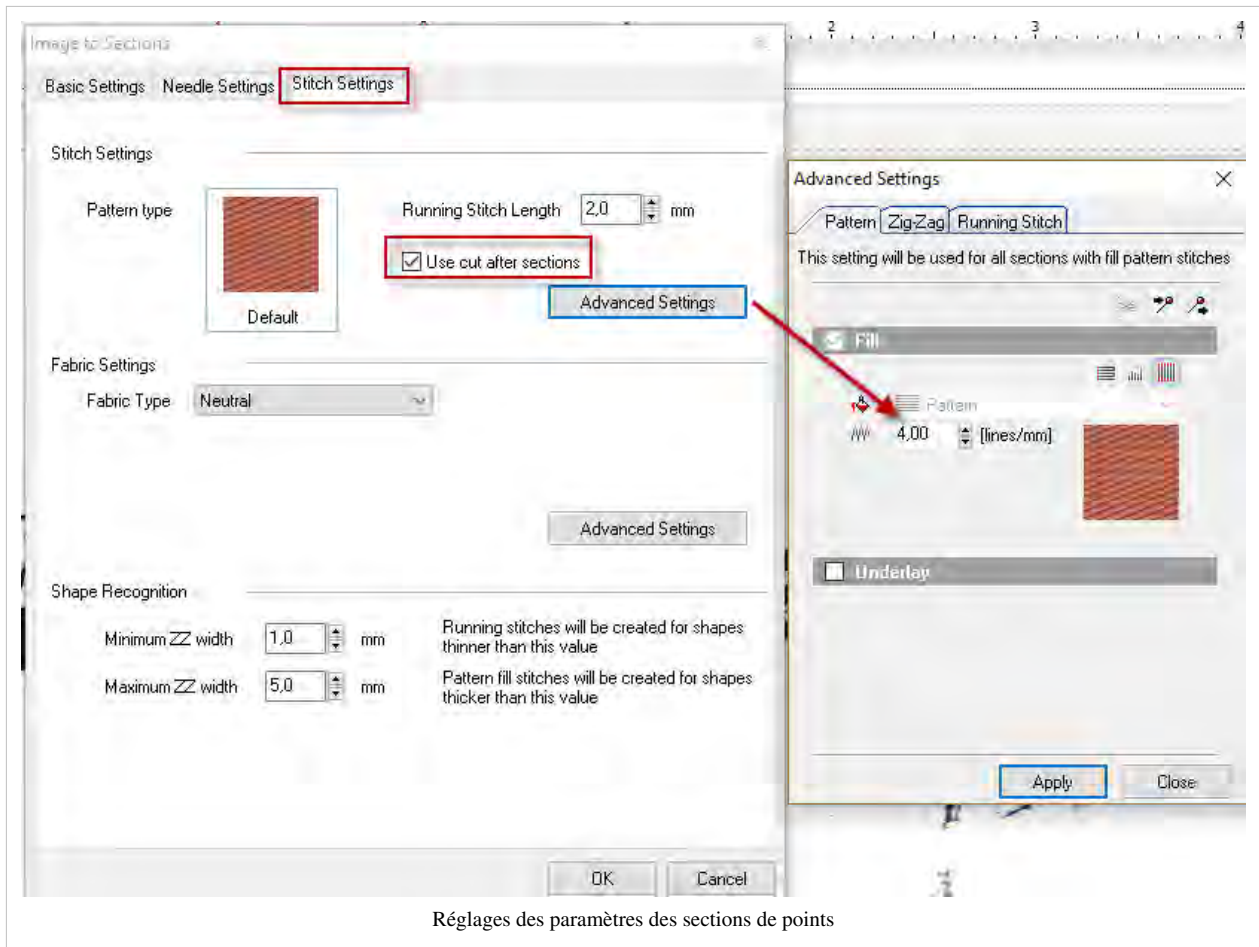 2 3 4
Image to Sections
Basic Settings Needle Settings Stitch Settings
Stitch Settings
Pattern type
Default
Running Stitch Length 2,0 mm
Use cut after sections
Advanced Settings
Fabric Settings
Fabric Type Neutral
Advanced Settings
Shape Recognition
Minimum ZZ width 1,0 mm Running stitches will be created for shapes
thinner than this value
Maximum ZZ width 5,0 mm Pattern fill stitches will be created for shapes
thicker than this value
OK Cancel
Advanced Settings
Pattern Zig-Zag Running Stitch
This setting will be used for all sections with fill pattern stitches
Fill
Pattern
4,00 [lines/mm]
Underlay
Apply Close
Réglages des paramètres des sections de points